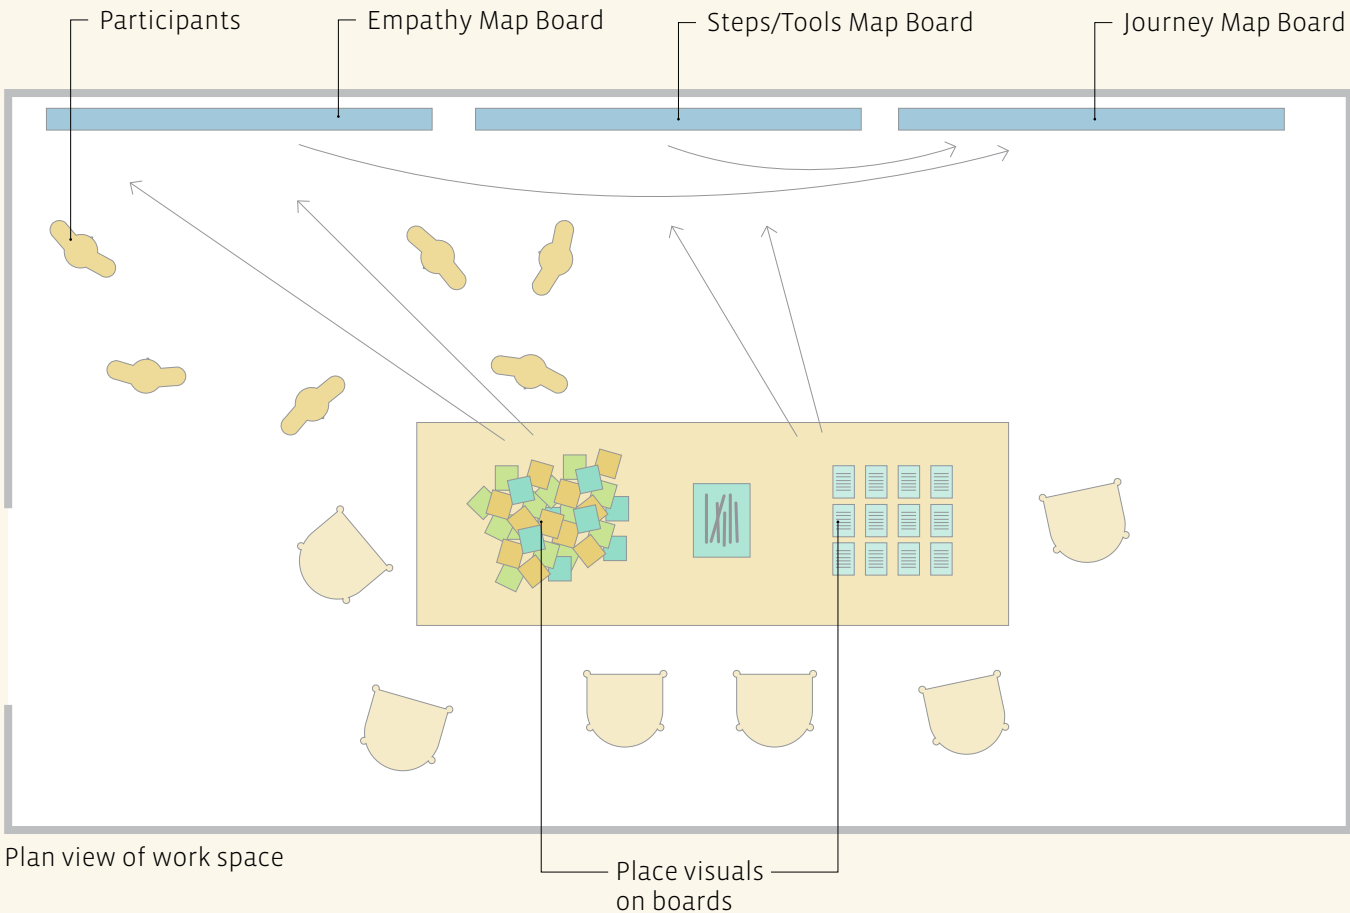 Participants
Empathy Map Board
Steps/Tools Map Board
Journey Map Board
Plan view of work space
Place visuals
on boards